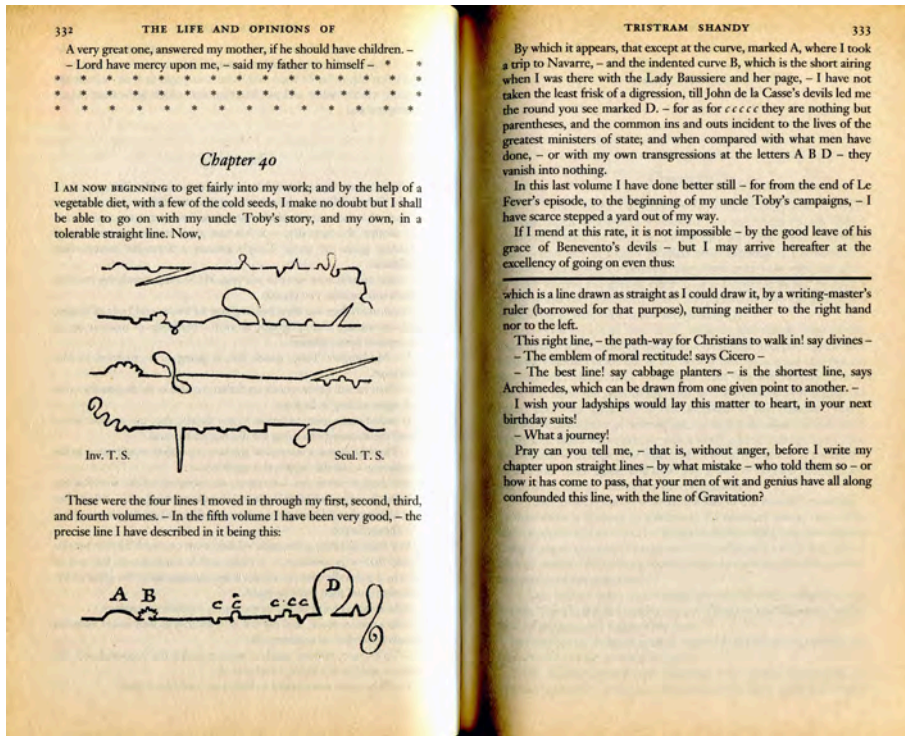 332 THE LIFE AND OPINIONS OF
A very great one, answered my mother, if he should have children. –
– Lord have mercy upon me, – said my father to himself – * *
* * * * * * * * * * * * * * * *
* * * * * * * * * * * * * * * *
* * * * * * * * * * * * *
Chapter 40
I AM NOW BEGINNING to get fairly into my work; and by the help of a
vegetable diet, with a few of the cold seeds, I make no doubt but I shall
be able to go on with my uncle Toby's story, and my own, in a
tolerable straight line. Now,
Inv. T. S. Scul. T. S.
These were the four lines I moved in through my first, second, third,
and fourth volumes. – In the fifth volume I have been very good, – the
precise line I have described in it being this:
A B c c c c c D
TRISTRAM SHANDY 333
By which it appears, that except at the curve, marked A, where I took
a trip to Navarre, – and the indented curve B, which is the short airing
when I was there with the Lady Baussiere and her page, – I have not
taken the least frisk of a digression, till John de la Casse's devils led me
the round you see marked D. – for as for c c c c c they are nothing but
parentheses, and the common ins and outs incident to the lives of the
greatest ministers of state; and when compared with what men have
done, – or with my own transgressions at the letters A B D – they
vanish into nothing.
In this last volume I have done better still – for from the end of Le
Fever's episode, to the beginning of my uncle Toby's campaigns, – I
have scarce stepped a yard out of my way.
If I mend at this rate, it is not impossible – by the good leave of his
grace of Benevento's devils – but I may arrive hereafter at the
excellency of going on even thus:
which is a line drawn as straight as I could draw it, by a writing-master's
ruler (borrowed for that purpose), turning neither to the right hand
nor to the left.
This right line, – the path-way for Christians to walk in! say divines –
– The emblem of moral rectitude! says Cicero –
– The best line! say cabbage planters – is the shortest line, says
Archimedes, which can be drawn from one given point to another. –
I wish your ladyships would lay this matter to heart, in your next
birthday suits!
– What a journey!
Pray can you tell me, – that is, without anger, before I write my
chapter upon straight lines – by what mistake – who told them so – or
how it has come to pass, that your men of wit and genius have all along
confounded this line, with the line of Gravitation?